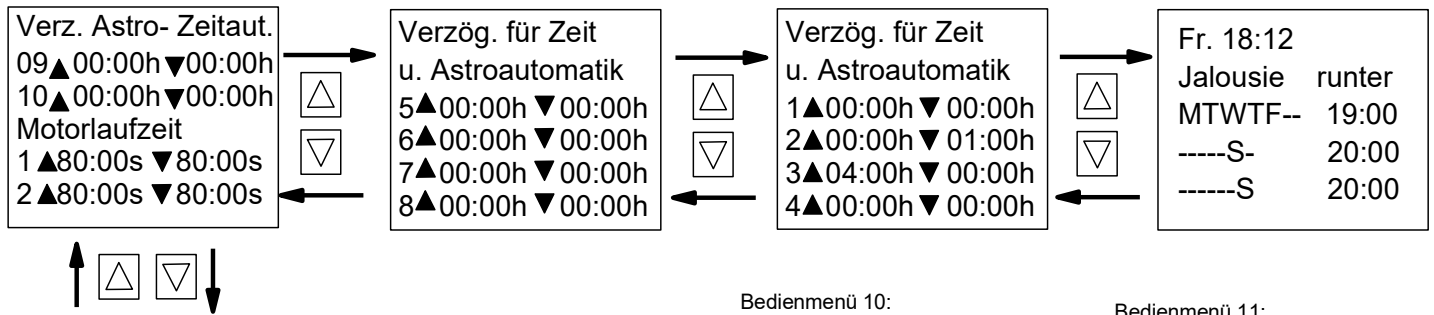 Verz. Astro- Zeitaut.
09▲00:00h ▼00:00h
10▲00:00h ▼00:00h
Motorlaufzeit
1 ▲80:00s ▼80:00s
2 ▲80:00s ▼80:00s
Verzög. für Zeit
u. Astroautomatik
5▲00:00h ▼ 00:00h
6▲00:00h ▼ 00:00h
7▲00:00h ▼ 00:00h
8▲00:00h ▼ 00:00h
Verzög. für Zeit
u. Astroautomatik
1▲00:00h ▼ 00:00h
2▲00:00h ▼ 01:00h
3▲04:00h ▼ 00:00h
4▲00:00h ▼ 00:00h
Fr. 18:12
Jalousie runter
MTWTF-- 19:00
-----S- 20:00
------S 20:00
Bedienmenü 10:
Bedienmenü 11: